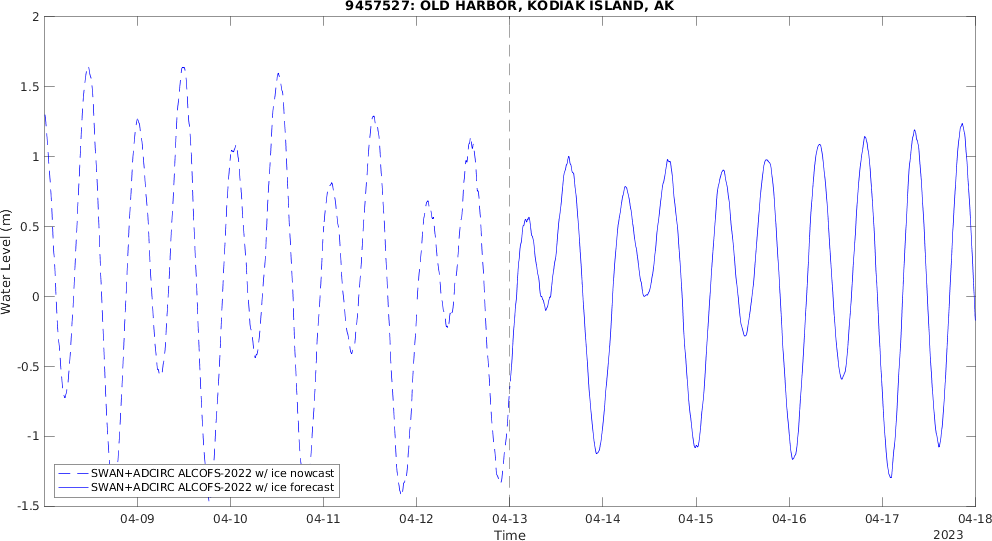 9457527: OLD HARBOR, KODIAK ISLAND, AK
Water Level (m)
2
1.5
1
0.5
0
-0.5
-1
-1.5
SWAN+ADCIRC ALCOFS-2022 w/ ice nowcast
SWAN+ADCIRC ALCOFS-2022 w/ ice forecast
04-09 04-10 04-11 04-12 04-13 04-14 04-15 04-16 04-17 04-18
Time
2023